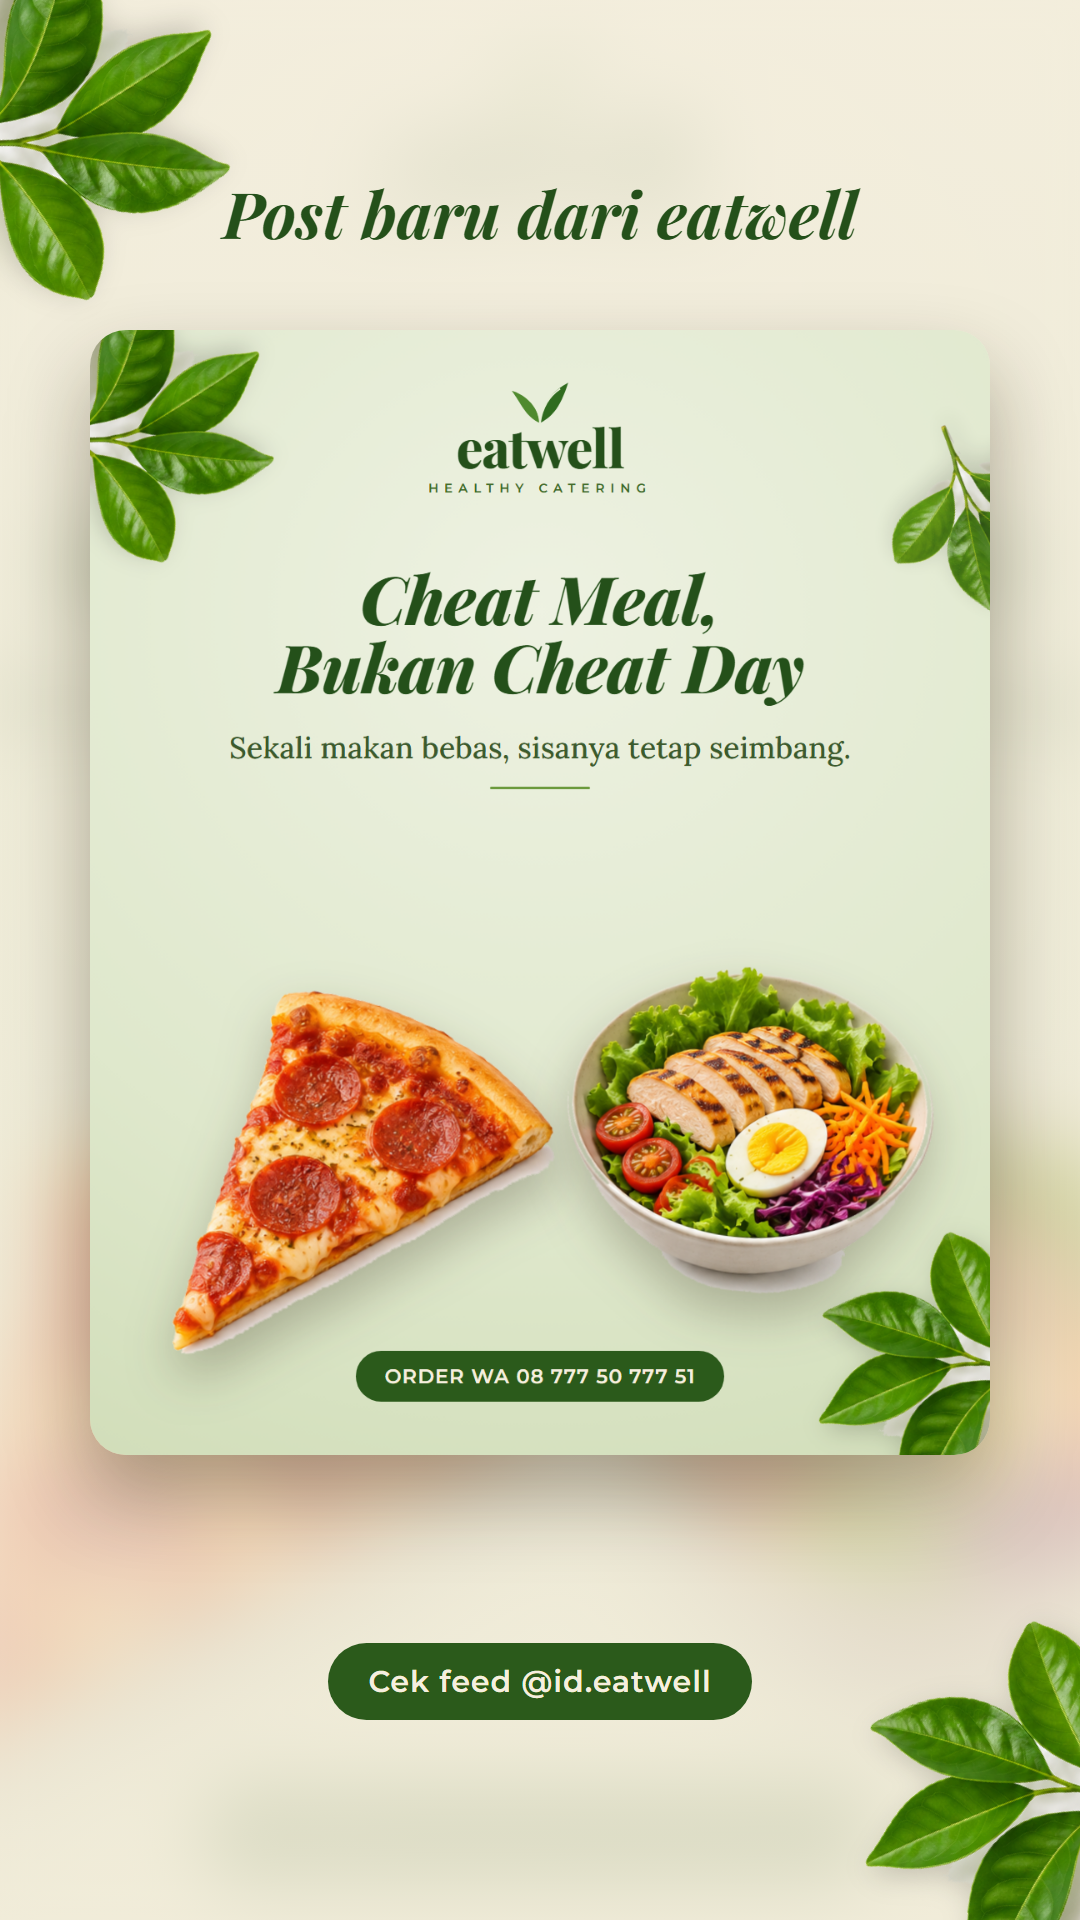 Post baru dari eatwell
eatwell
HEALTHY CATERING
Cheat Meal,
Bukan Cheat Day
Sekali makan bebas, sisanya tetap seimbang.
ORDER WA 08 777 50 777 51
Cek feed @id.eatwell